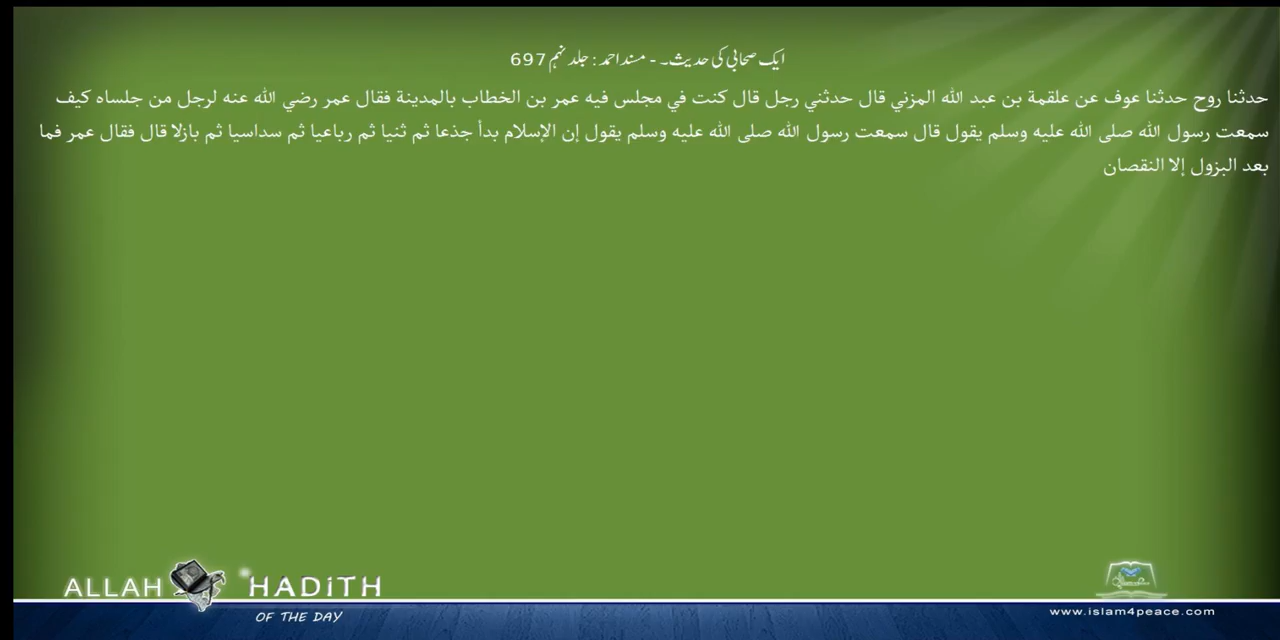 ایک صحابی کی حدیث۔ - مسند احمد : جلد نہم 697
حدثنا روح حدثنا عوف عن علقمة بن عبد الله المزني قال حدثني رجل قال كنت في مجلس فيه عمر بن الخطاب بالمدينة فقال عمر رضي الله عنه لرجل من جلساه كيف
سمعت رسول الله صلى الله عليه وسلم يقول قال سمعت رسول الله صلى الله عليه وسلم يقول إن الإسلام بدأ جذعا ثم ثنيا ثم رباعيا ثم سداسيا ثم بازلا قال فقال عمر فما
بعد البزول إلا النقصان
ALLAH HADITH
OF THE DAY
www.islam4peace.com